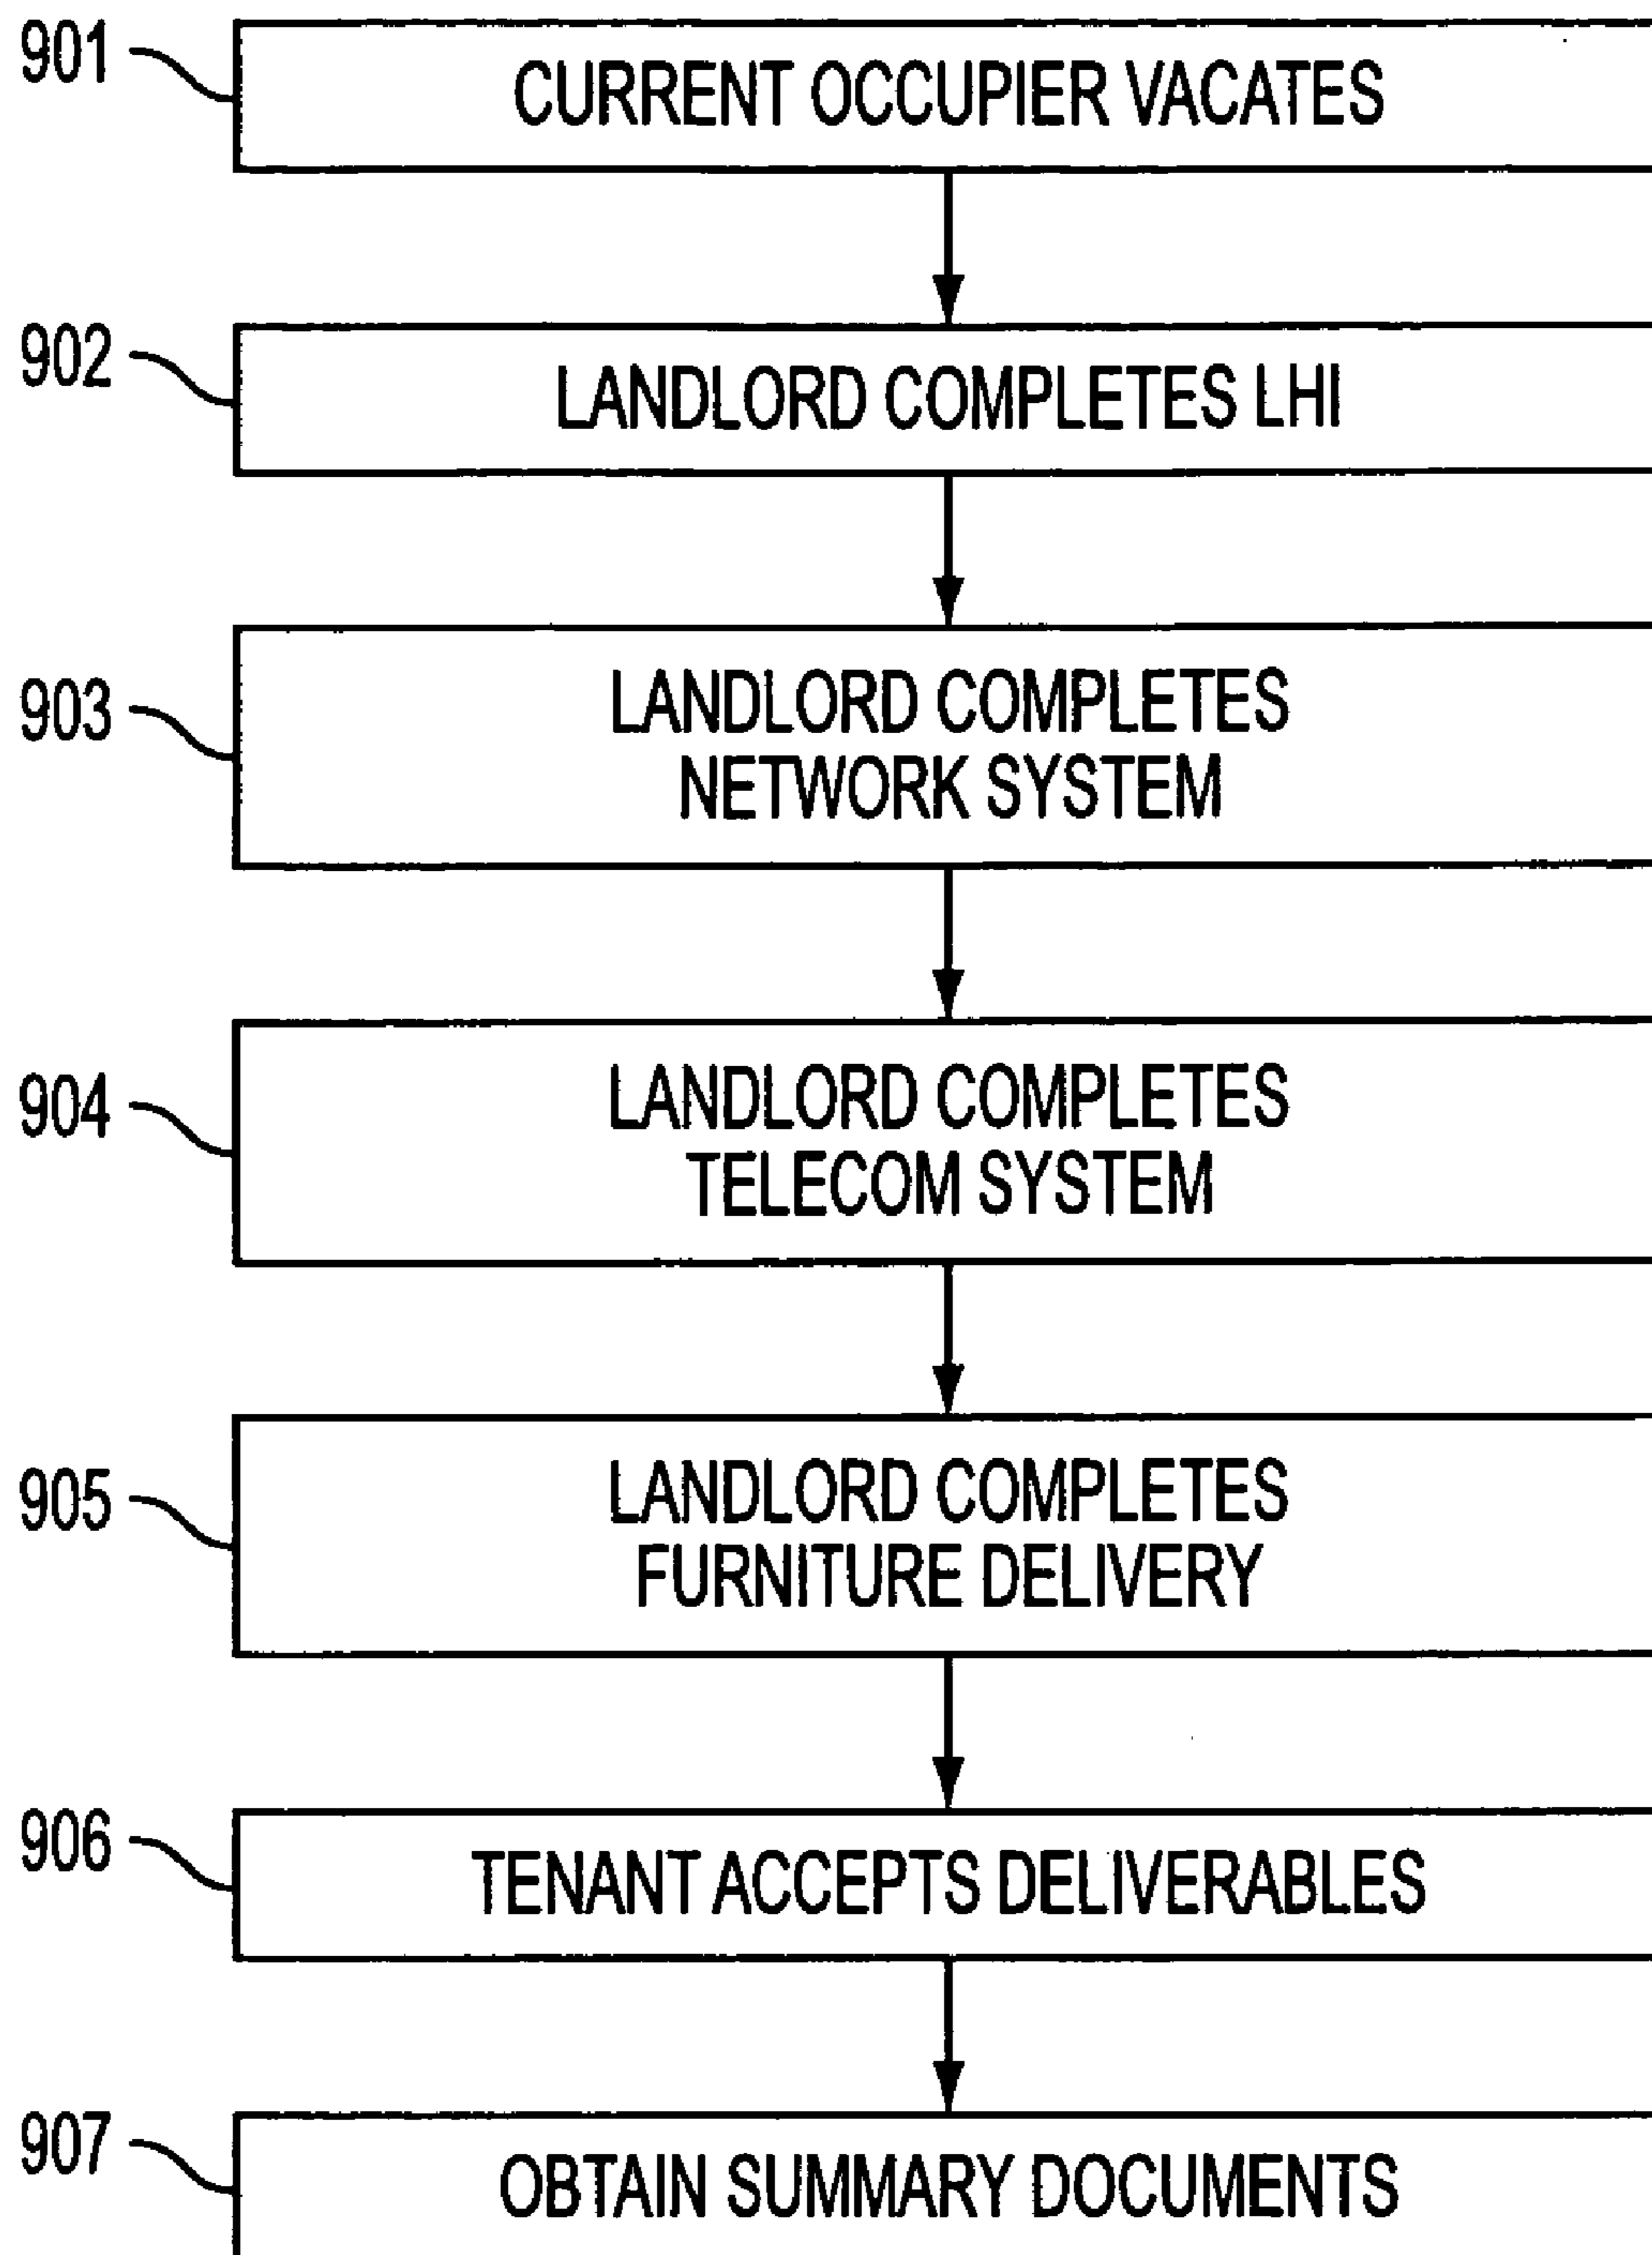 901
CURRENT OCCUPIER VACATES
902
LANDLORD COMPLETES LHI
903
LANDLORD COMPLETES
NETWORK SYSTEM
904
LANDLORD COMPLETES
TELECOM SYSTEM
905
LANDLORD COMPLETES
FURNITURE DELIVERY
906
TENANT ACCEPTS DELIVERABLES
907
OBTAIN SUMMARY DOCUMENTS